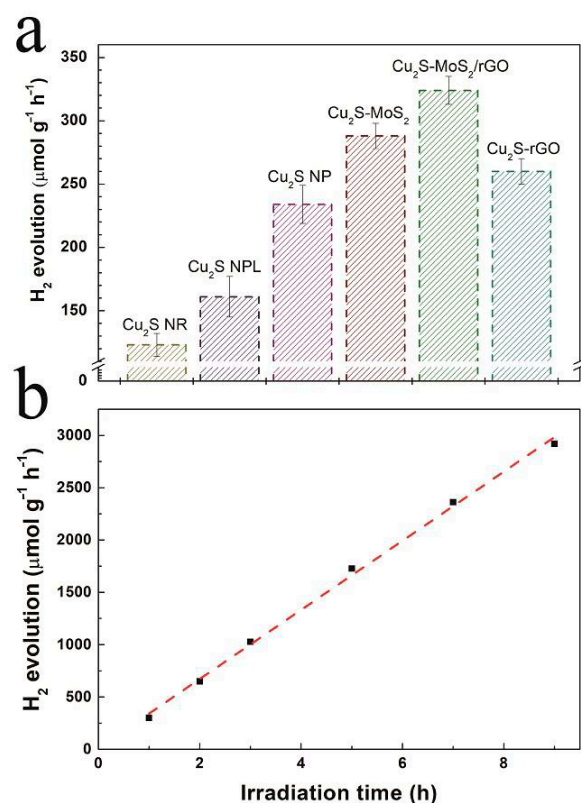 a
H₂ evolution (μmol g⁻¹ h⁻¹)
350
300
250
200
150
0
Cu₂S NR
Cu₂S NPL
Cu₂S NP
Cu₂S-MoS₂
Cu₂S-MoS₂/rGO
Cu₂S-rGO
b
H₂ evolution (μmol g⁻¹ h⁻¹)
3000
2500
2000
1500
1000
500
0
0 2 4 6 8
Irradiation time (h)